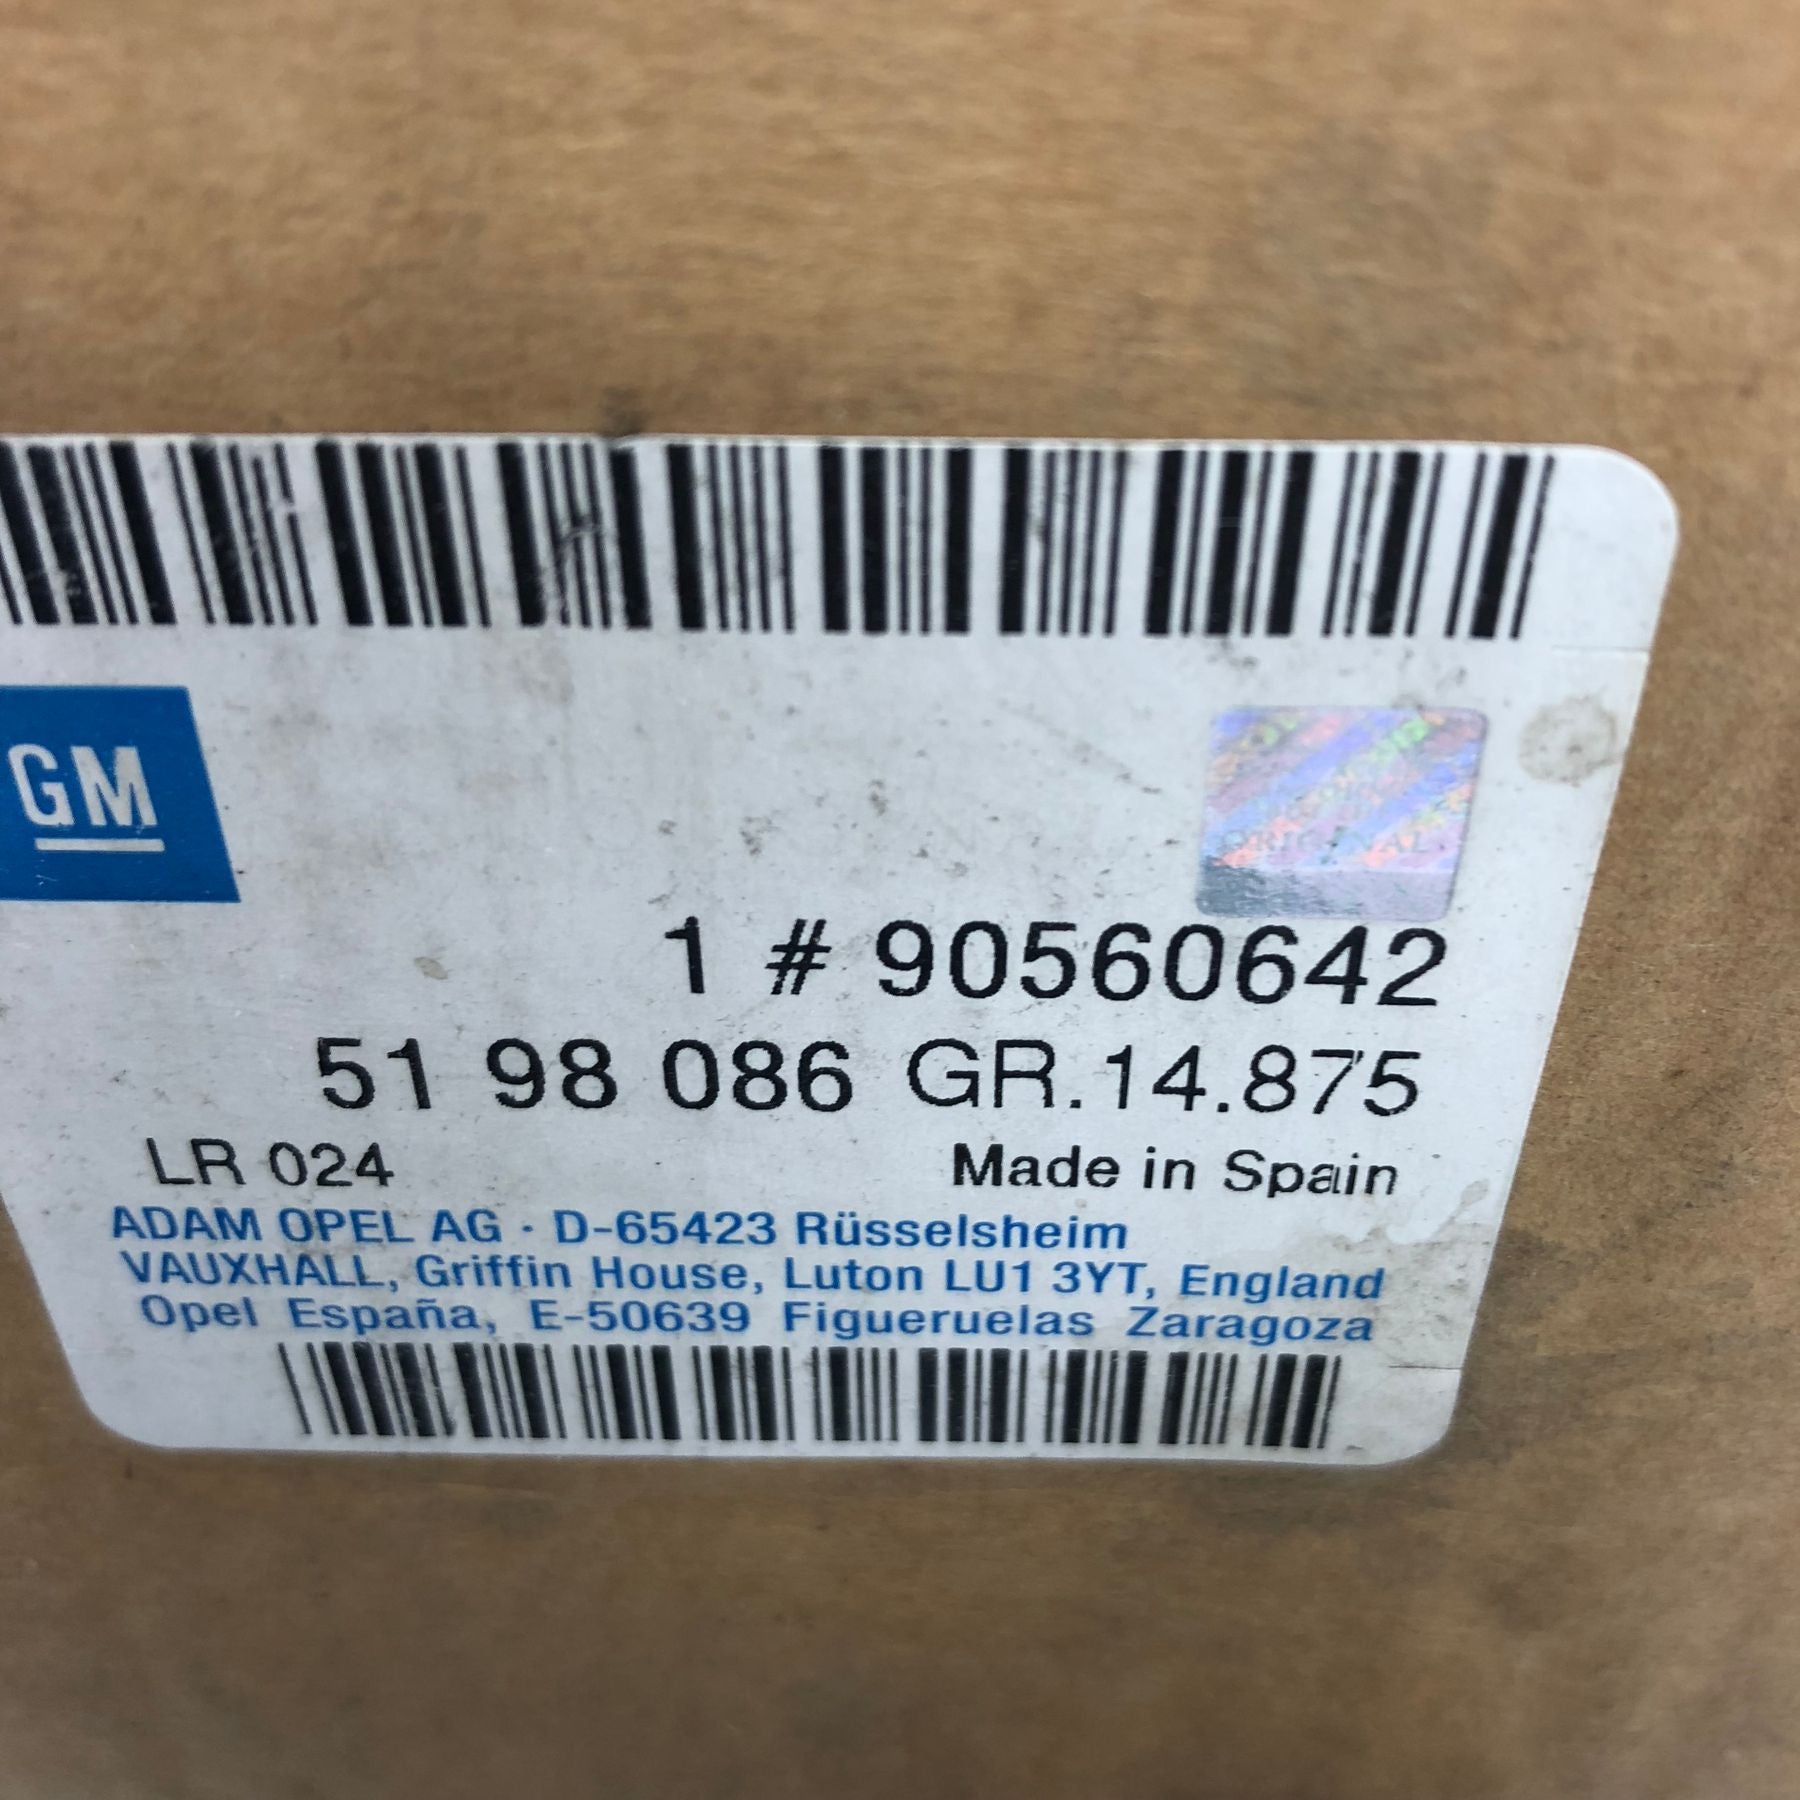 GM
ORIGINAL
1 # 90560642
51 98 086 GR.14.875
LR 024 Made in Spain
ADAM OPEL AG · D-65423 Rüsselsheim
VAUXHALL, Griffin House, Luton LU1 3YT, England
Opel España, E-50639 Figueruelas Zaragoza